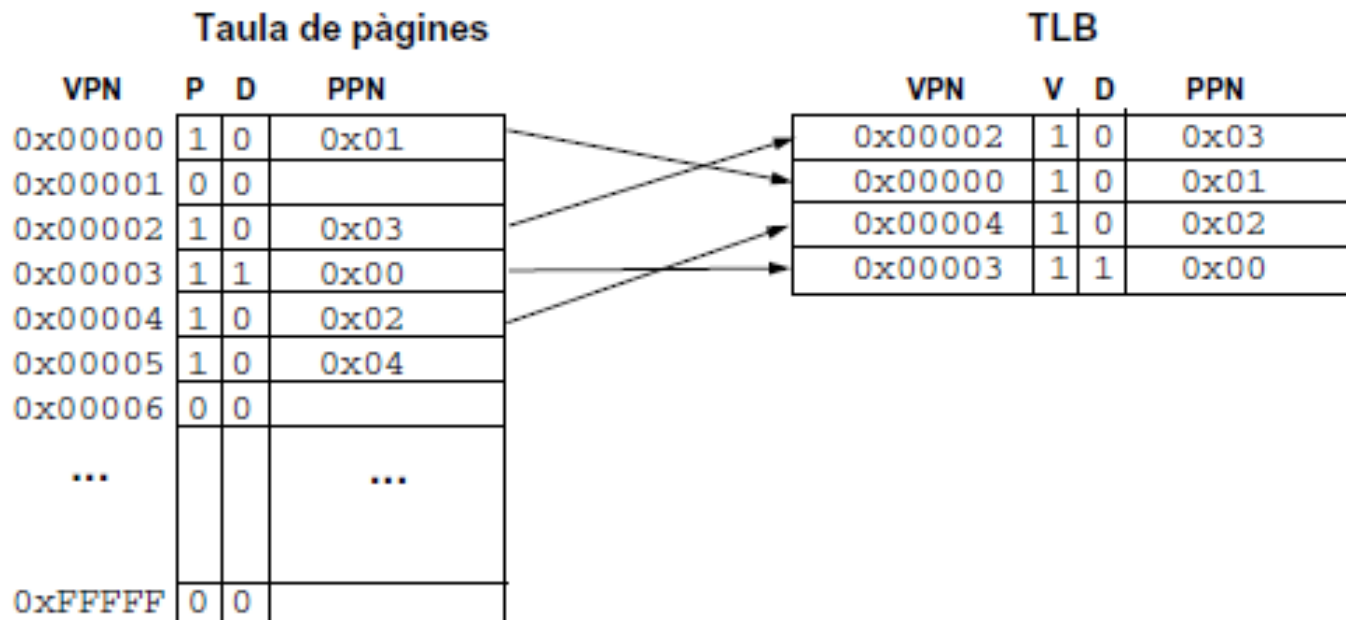 Taula de pàgines
VPN P D PPN
0x00000 1 0 0x01
0x00001 0 0
0x00002 1 0 0x03
0x00003 1 1 0x00
0x00004 1 0 0x02
0x00005 1 0 0x04
0x00006 0 0
... ...
0xFFFFF 0 0
TLB
VPN V D PPN
0x00002 1 0 0x03
0x00000 1 0 0x01
0x00004 1 0 0x02
0x00003 1 1 0x00